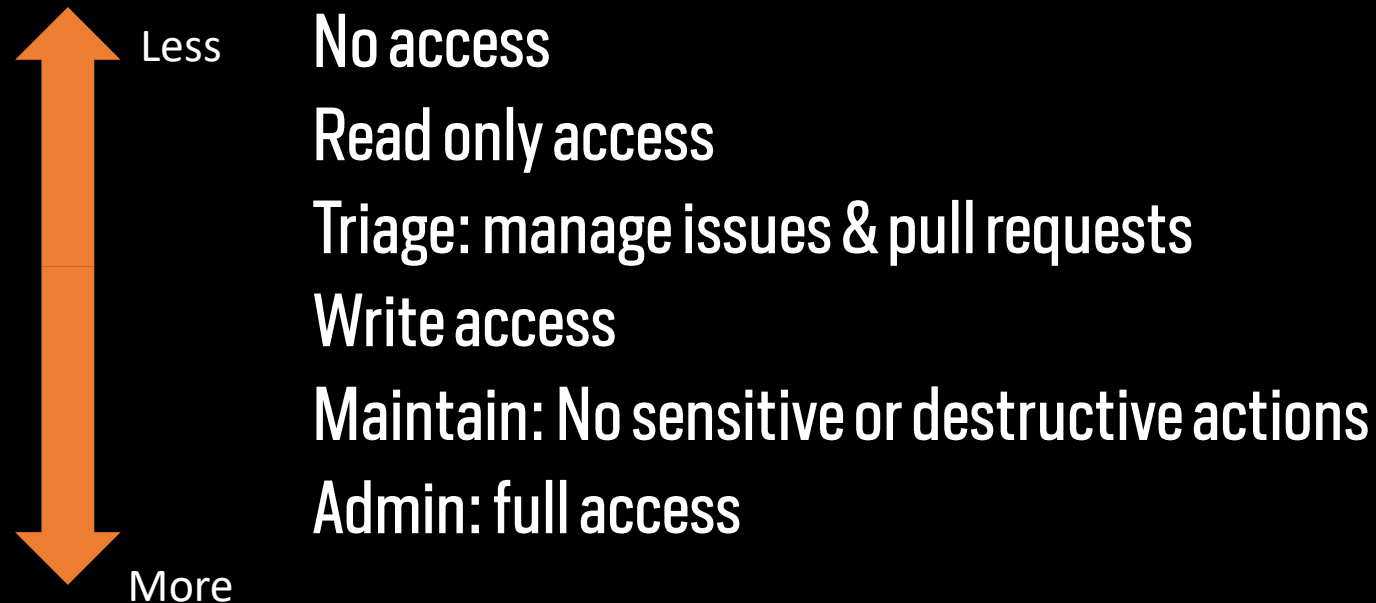 Less
No access
Read only access
Triage: manage issues & pull requests
Write access
Maintain: No sensitive or destructive actions
Admin: full access
More